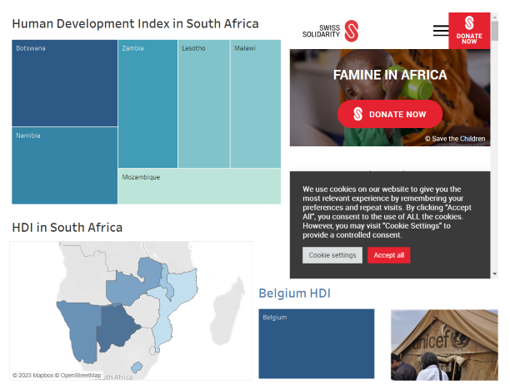 Human Development Index in South Africa
Botswana
Zambia
Lesotho
Malawi
Namibia
Mozambique
SWISS
SOLIDARITY
DONATE
NOW
FAMINE IN AFRICA
DONATE NOW
© Save the Children
We use cookies on our website to give you the
most relevant experience by remembering your
preferences and repeat visits. By clicking "Accept
All", you consent to the use of ALL the cookies.
However, you may visit "Cookie Settings" to
provide a controlled consent.
Cookie settings
Accept all
HDI in South Africa
South Africa
© 2023 Mapbox © OpenStreetMap
Belgium HDI
Belgium
unicef